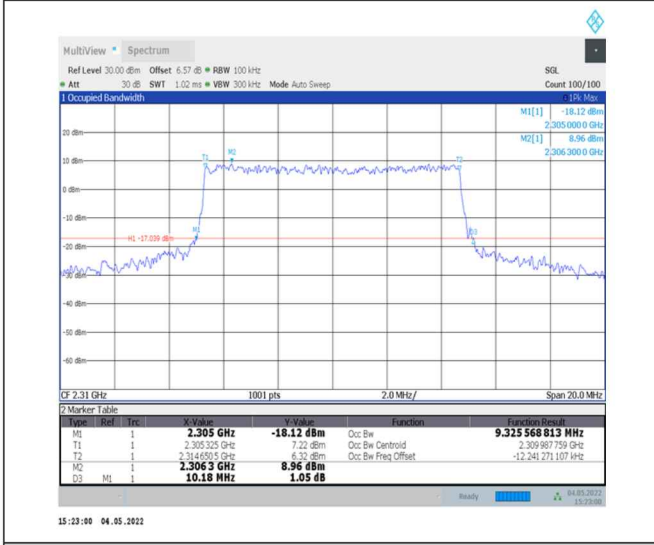 MultiView Spectrum
Ref Level 30.00 dBm Offset 6.57 dB RBW 100 kHz SGL
Att 30 dB SWT 1.02 ms VBW 300 kHz Mode Auto Sweep Count 100/100
1 Occupied Bandwidth 1Pk Max
M1[1] -18.12 dBm
2.305 000 0 GHz
M2[1] 8.96 dBm
2.306 300 0 GHz
20 dBm
10 dBm
T1 M2 T2
0 dBm
-10 dBm
M1 D3
H1 -17.039 dBm
-20 dBm
-30 dBm
-40 dBm
-50 dBm
-60 dBm
CF 2.31 GHz 1001 pts 2.0 MHz/ Span 20.0 MHz
2 Marker Table
Type Ref Trc X-Value Y-Value Function Function Result
M1 1 2.305 GHz -18.12 dBm Occ Bw 9.325 568 813 MHz
T1 1 2.305 325 GHz 7.22 dBm Occ Bw Centroid 2.309 987 759 GHz
T2 1 2.314 650 5 GHz 6.32 dBm Occ Bw Freq Offset -12.241 271 107 kHz
M2 1 2.306 3 GHz 8.96 dBm
D3 M1 1 10.18 MHz 1.05 dB
Ready 04.05.2022
15:23:00
15:23:00 04.05.2022